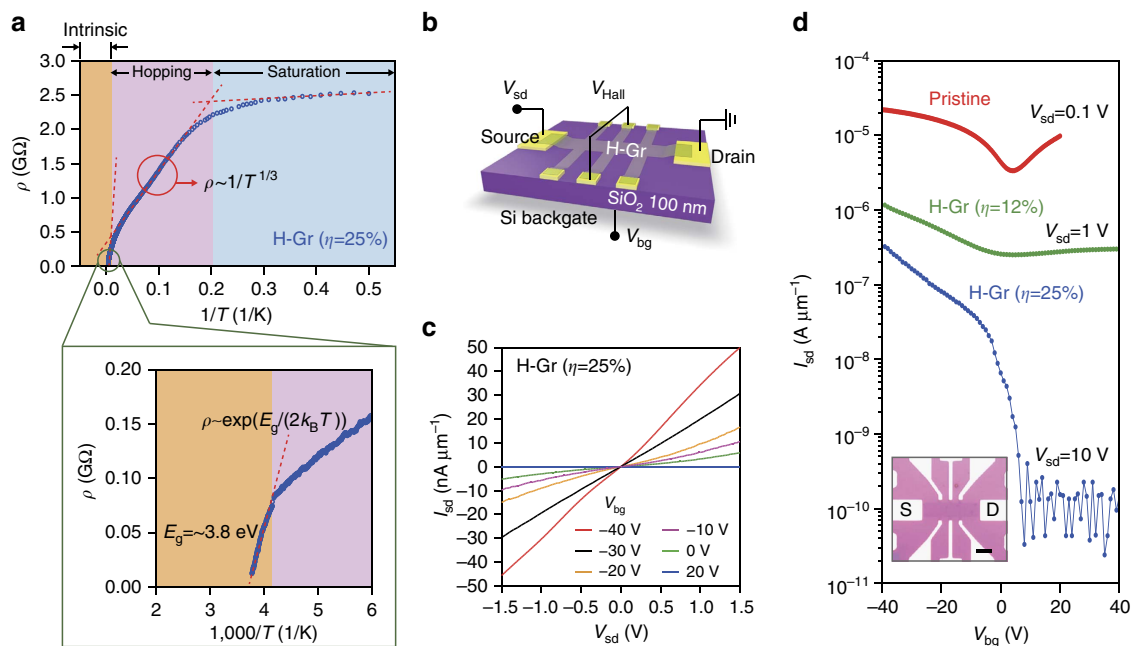 a
Intrinsic
Hopping
Saturation
3.0
2.5
2.0
1.5
1.0
0.5
0.0
ρ (GΩ)
ρ~1/T^1/3
H-Gr (η=25%)
0.0 0.1 0.2 0.3 0.4 0.5
1/T (1/K)
0.20
0.15
0.10
0.05
0.00
ρ (GΩ)
ρ~exp(E_g/(2k_BT))
E_g=~3.8 eV
2 3 4 5 6
1,000/T (1/K)
b
V_sd
V_Hall
Source
H-Gr
Drain
SiO₂ 100 nm
Si backgate
V_bg
c
50
40
30
20
10
0
−10
−20
−30
−40
−50
I_sd (nA μm⁻¹)
H-Gr (η=25%)
V_bg
−40 V −10 V
−30 V 0 V
−20 V 20 V
−1.5 −1.0 −0.5 0.0 0.5 1.0 1.5
V_sd (V)
d
10⁻⁴
10⁻⁵
10⁻⁶
10⁻⁷
10⁻⁸
10⁻⁹
10⁻¹⁰
10⁻¹¹
I_sd (A μm⁻¹)
Pristine
V_sd=0.1 V
H-Gr (η=12%)
V_sd=1 V
H-Gr (η=25%)
V_sd=10 V
S D
−40 −20 0 20 40
V_bg (V)